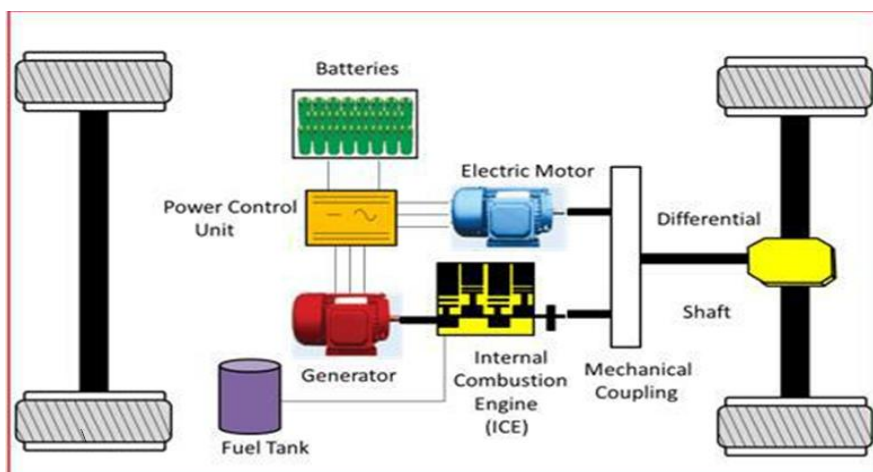 Batteries
Electric Motor
Power Control
Unit
Differential
Shaft
Generator
Internal
Combustion
Engine
(ICE)
Mechanical
Coupling
Fuel Tank